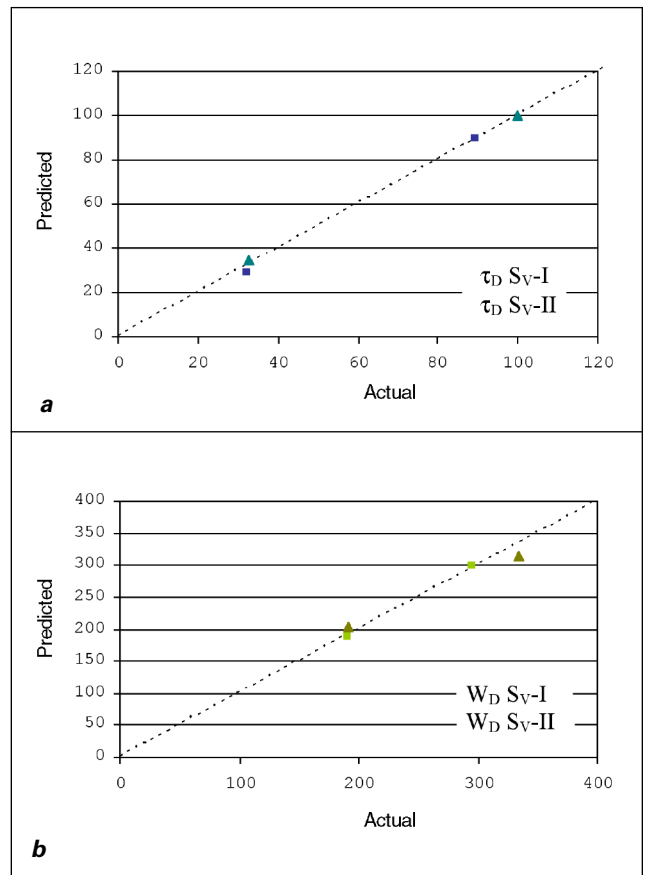 120
100
80
60
40
20
0
Predicted
τD SV-I
τD SV-II
0 20 40 60 80 100 120
Actual
a
400
350
300
250
200
150
100
50
0
Predicted
WD SV-I
WD SV-II
0 100 200 300 400
Actual
b